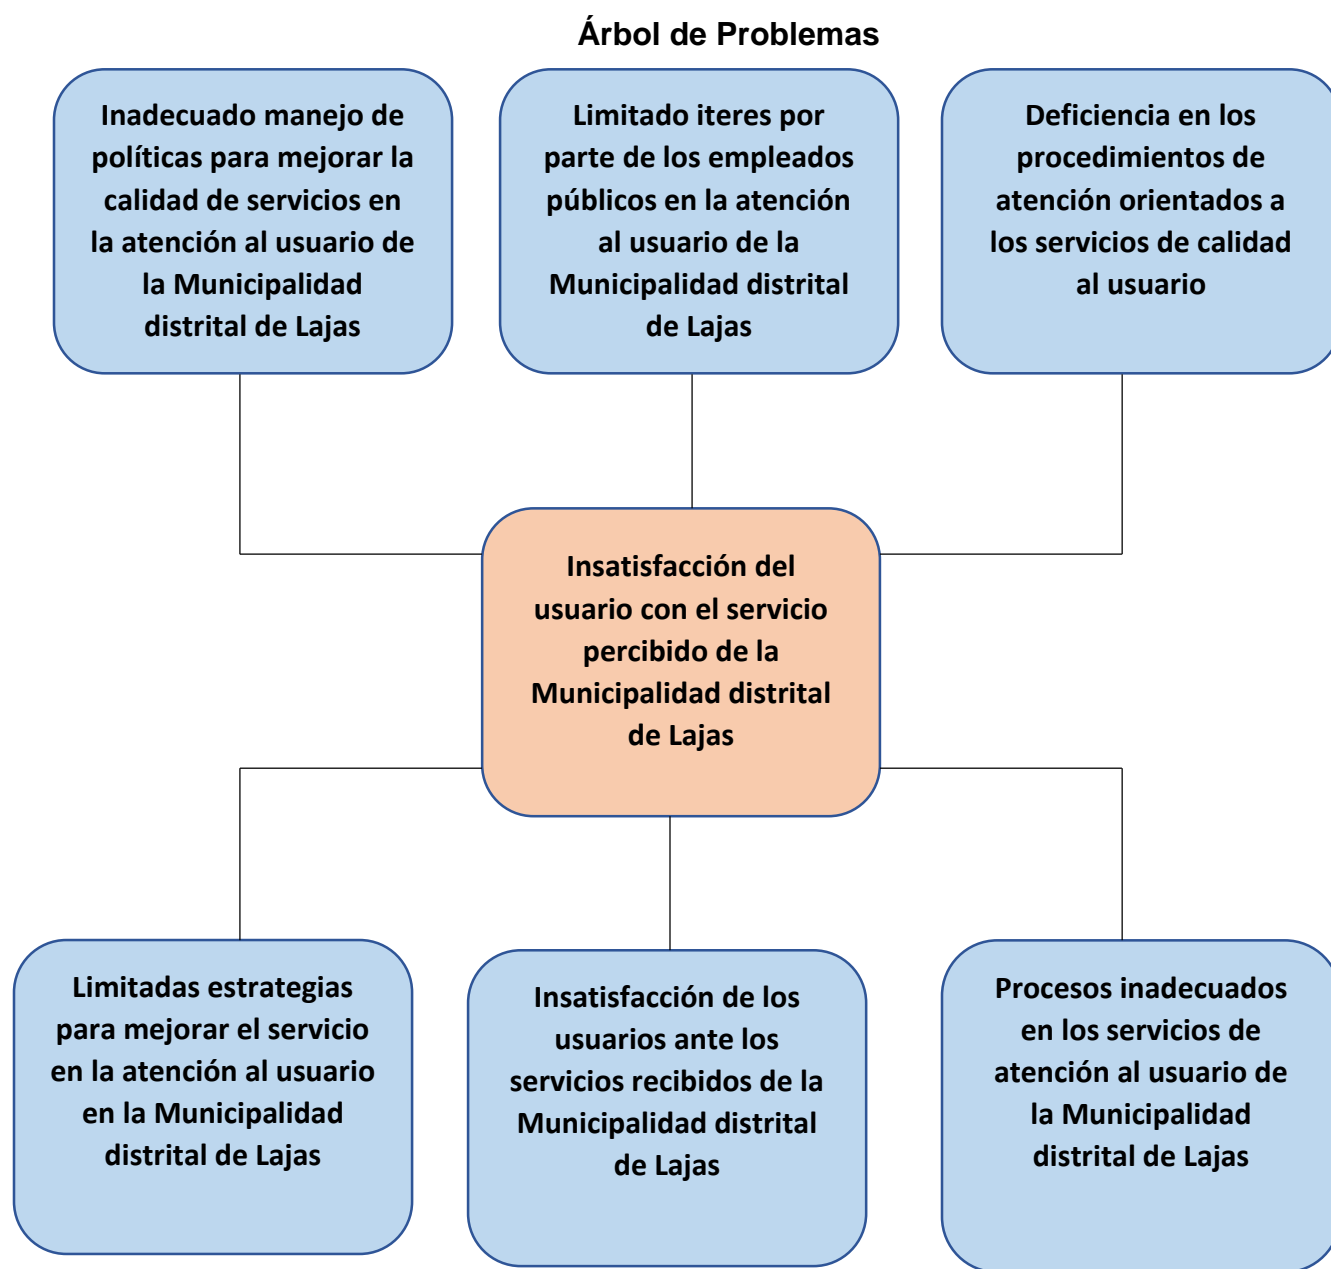 Árbol de Problemas
Inadecuado manejo de
políticas para mejorar la
calidad de servicios en
la atención al usuario de
la Municipalidad
distrital de Lajas
Limitado iteres por
parte de los empleados
públicos en la atención
al usuario de la
Municipalidad distrital
de Lajas
Deficiencia en los
procedimientos de
atención orientados a
los servicios de calidad
al usuario
Insatisfacción del
usuario con el servicio
percibido de la
Municipalidad distrital
de Lajas
Limitadas estrategias
para mejorar el servicio
en la atención al usuario
en la Municipalidad
distrital de Lajas
Insatisfacción de los
usuarios ante los
servicios recibidos de la
Municipalidad distrital
de Lajas
Procesos inadecuados
en los servicios de
atención al usuario de
la Municipalidad
distrital de Lajas